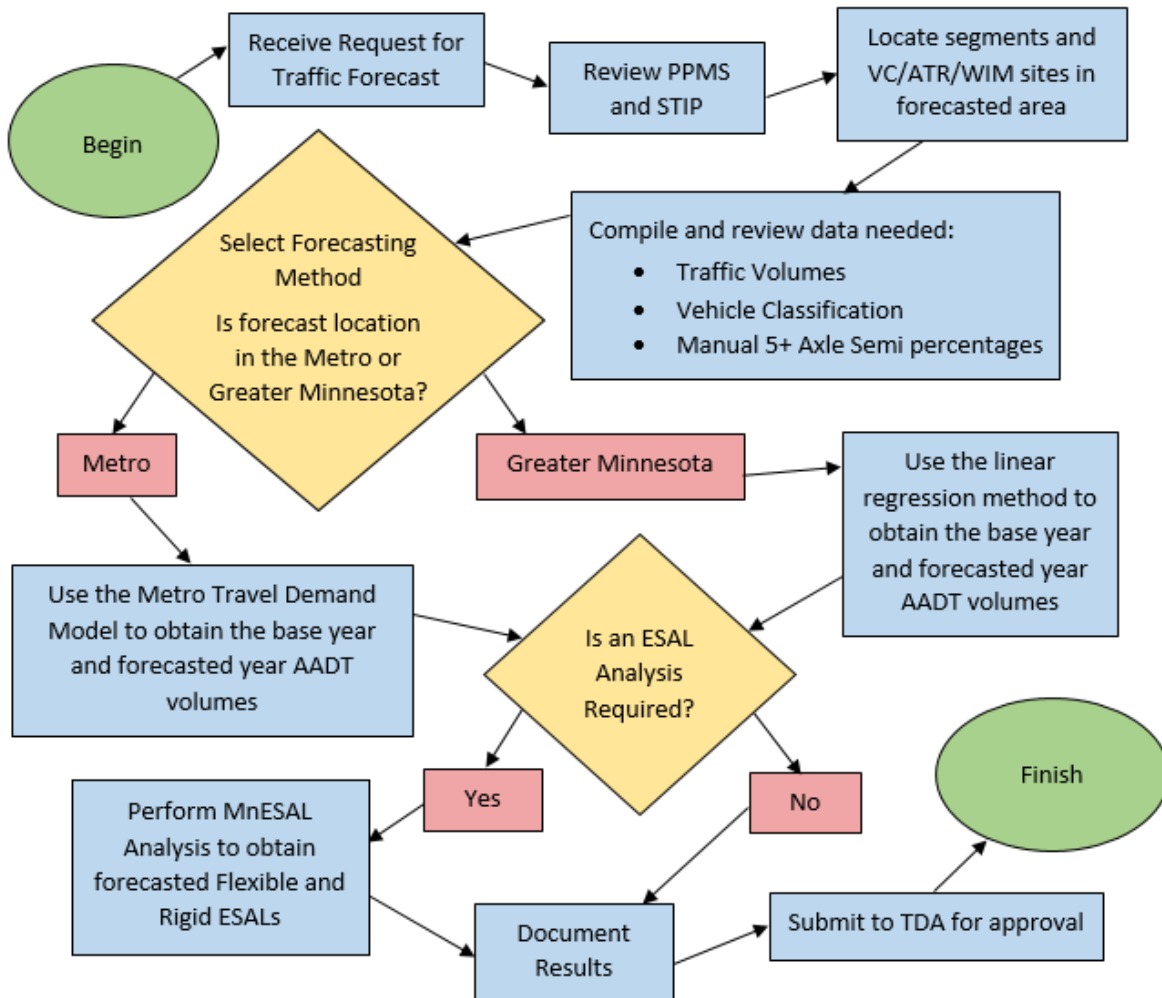 Begin
Receive Request for
Traffic Forecast
Review PPMS
and STIP
Locate segments and
VC/ATR/WIM sites in
forecasted area
Compile and review data needed:
• Traffic Volumes
• Vehicle Classification
• Manual 5+ Axle Semi percentages
Select Forecasting
Method
Is forecast location
in the Metro or
Greater Minnesota?
Metro
Greater Minnesota
Use the linear
regression method to
obtain the base year
and forecasted year
AADT volumes
Use the Metro Travel Demand
Model to obtain the base year
and forecasted year AADT
volumes
Is an ESAL
Analysis
Required?
Yes
No
Perform MnESAL
Analysis to obtain
forecasted Flexible and
Rigid ESALs
Document
Results
Submit to TDA for approval
Finish